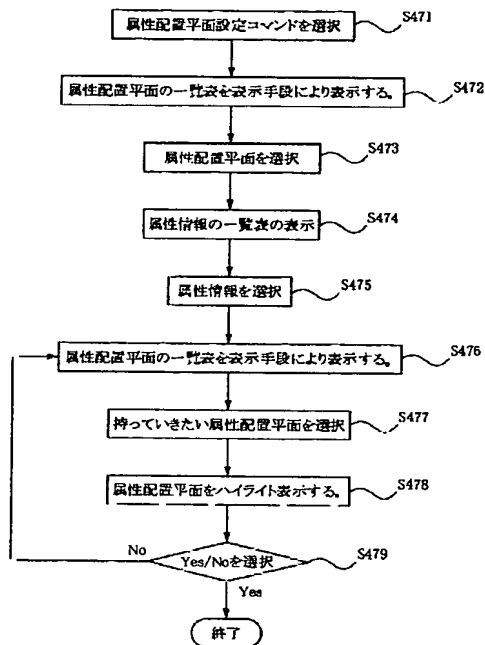 属性配置平面設定コマンドを選択
S471
属性配置平面の一覧表を表示手段により表示する。
S472
属性配置平面を選択
S473
属性情報の一覧表の表示
S474
属性情報を選択
S475
属性配置平面の一覧表を表示手段により表示する。
S476
持っていきたい属性配置平面を選択
S477
属性配置平面をハイライト表示する。
S478
No
Yes/Noを選択
S479
Yes
終了